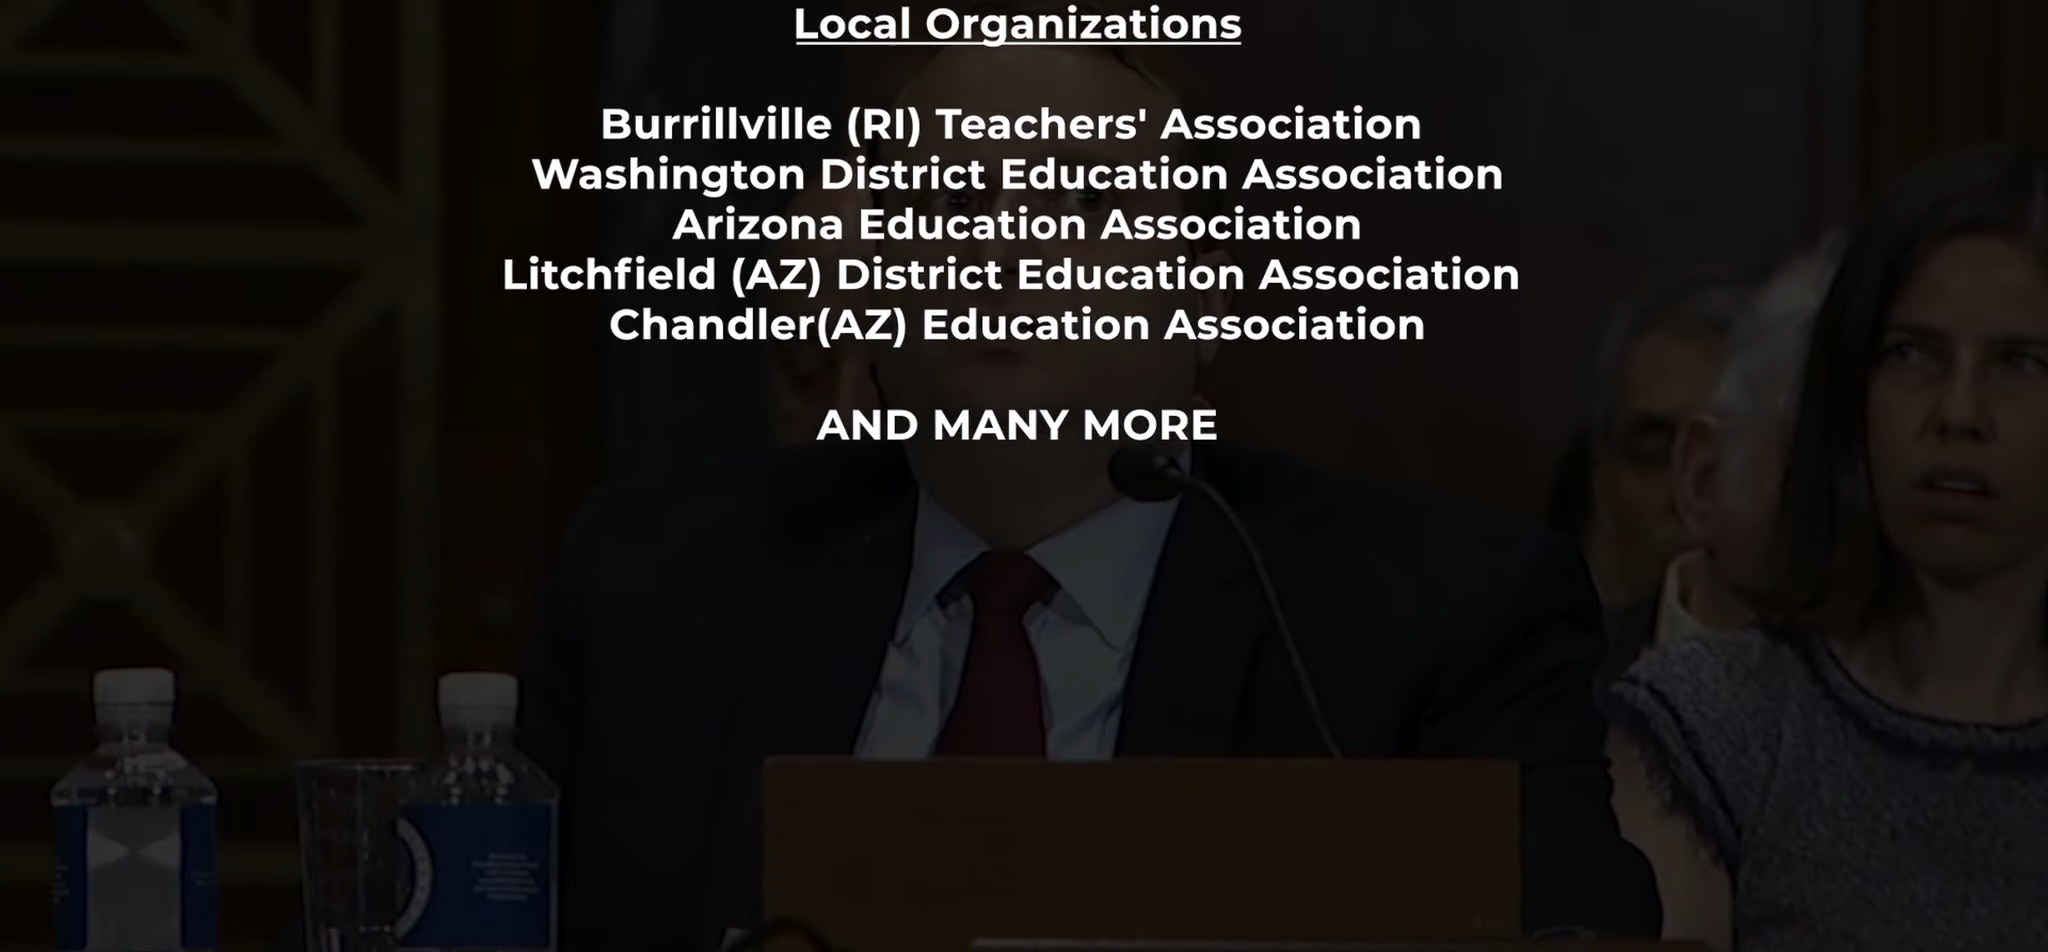 Local Organizations
Burrillville (RI) Teachers' Association
Washington District Education Association
Arizona Education Association
Litchfield (AZ) District Education Association
Chandler(AZ) Education Association
AND MANY MORE